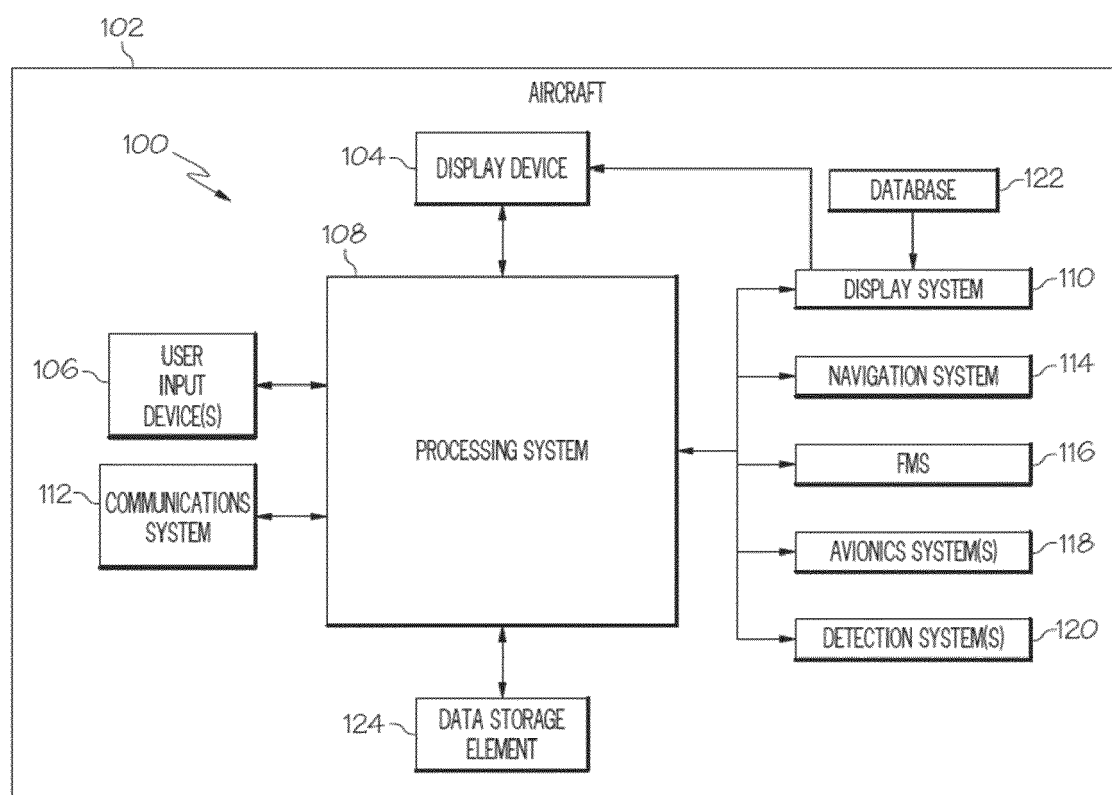 102
AIRCRAFT
100
104
DISPLAY DEVICE
DATABASE
122
108
DISPLAY SYSTEM
110
106
USER
INPUT
DEVICE(S)
NAVIGATION SYSTEM
114
PROCESSING SYSTEM
FMS
116
112
COMMUNICATIONS
SYSTEM
AVIONICS SYSTEM(S)
118
DETECTION SYSTEM(S)
120
124
DATA STORAGE
ELEMENT